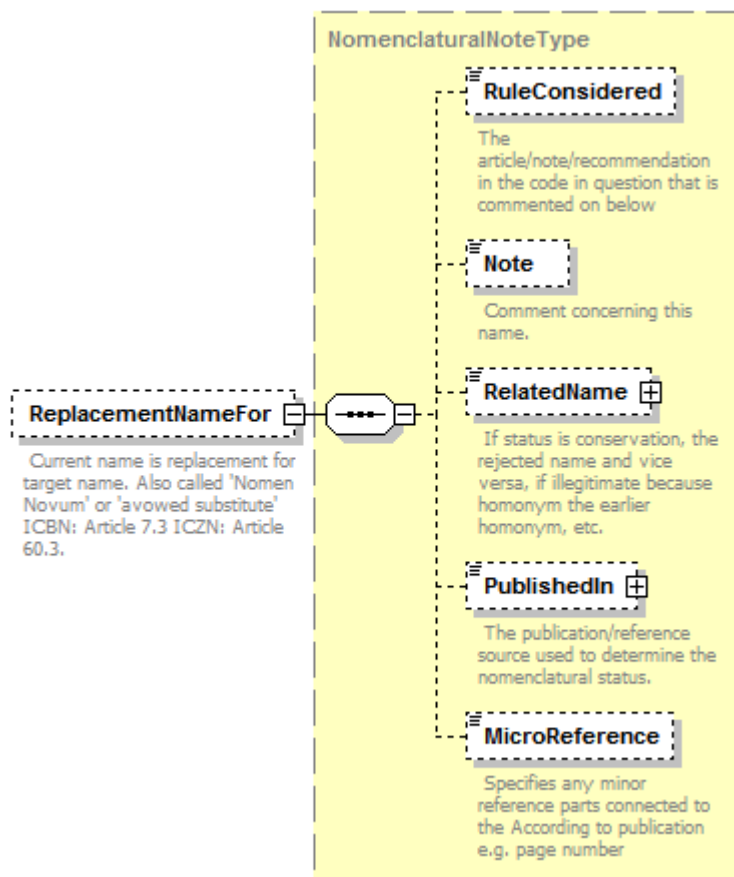 NomenclaturalNoteType
RuleConsidered
The
article/note/recommendation
in the code in question that is
commented on below
Note
Comment concerning this
name.
RelatedName
If status is conservation, the
rejected name and vice
versa, if illegitimate because
homonym the earlier
homonym, etc.
ReplacementNameFor
Current name is replacement for
target name. Also called 'Nomen
Novum' or 'avowed substitute'
ICBN: Article 7.3 ICZN: Article
60.3.
PublishedIn
The publication/reference
source used to determine the
nomenclatural status.
MicroReference
Specifies any minor
reference parts connected to
the According to publication
e.g. page number